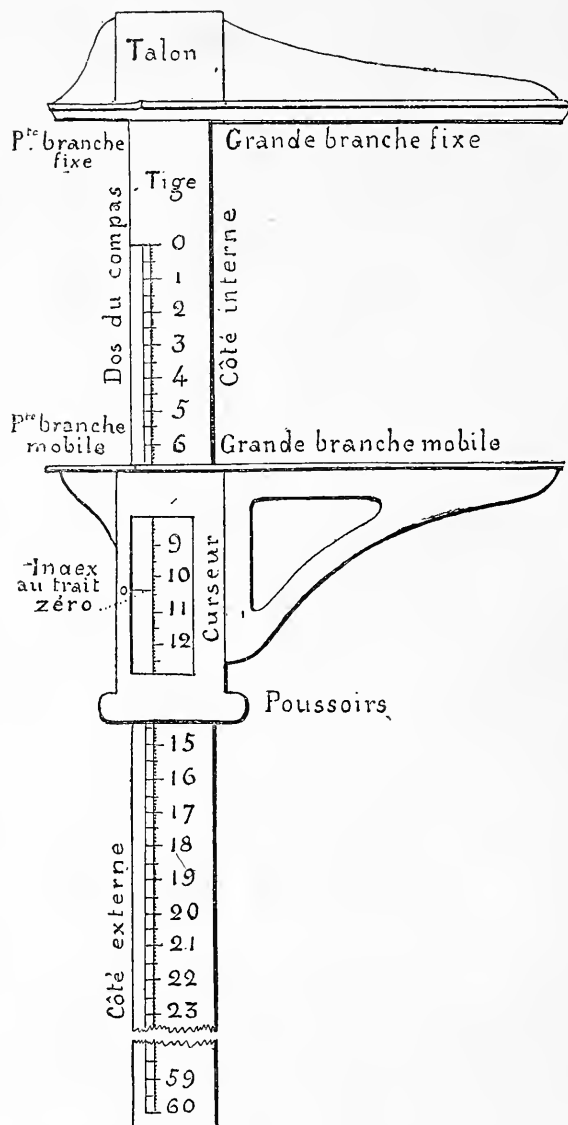 Talon
Pᵗᵉ branche
fixe
Grande branche fixe
Tige
Dos du compas
Côté interne
0
1
2
3
4
5
6
Pᵗᵉ branche
mobile
Grande branche mobile
Index
au trait
zéro
0
9
10
11
12
Curseur
Poussoirs
15
16
17
18
19
20
21
22
23
Côté externe
59
60